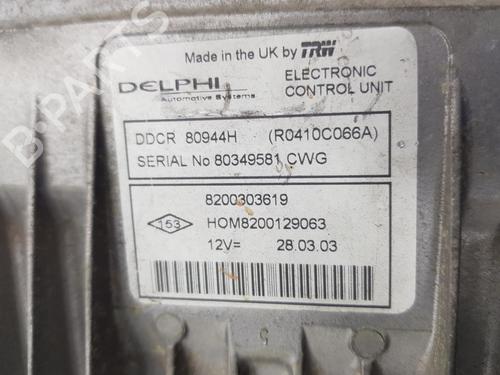 Made in the UK by TRW
DELPHI
Automotive Systems
ELECTRONIC
CONTROL UNIT
DDCR 80944H (R0410C066A)
SERIAL No 80349581 CWG
8200303619
153
HOM8200129063
12V= 28.03.03
B-PARTS